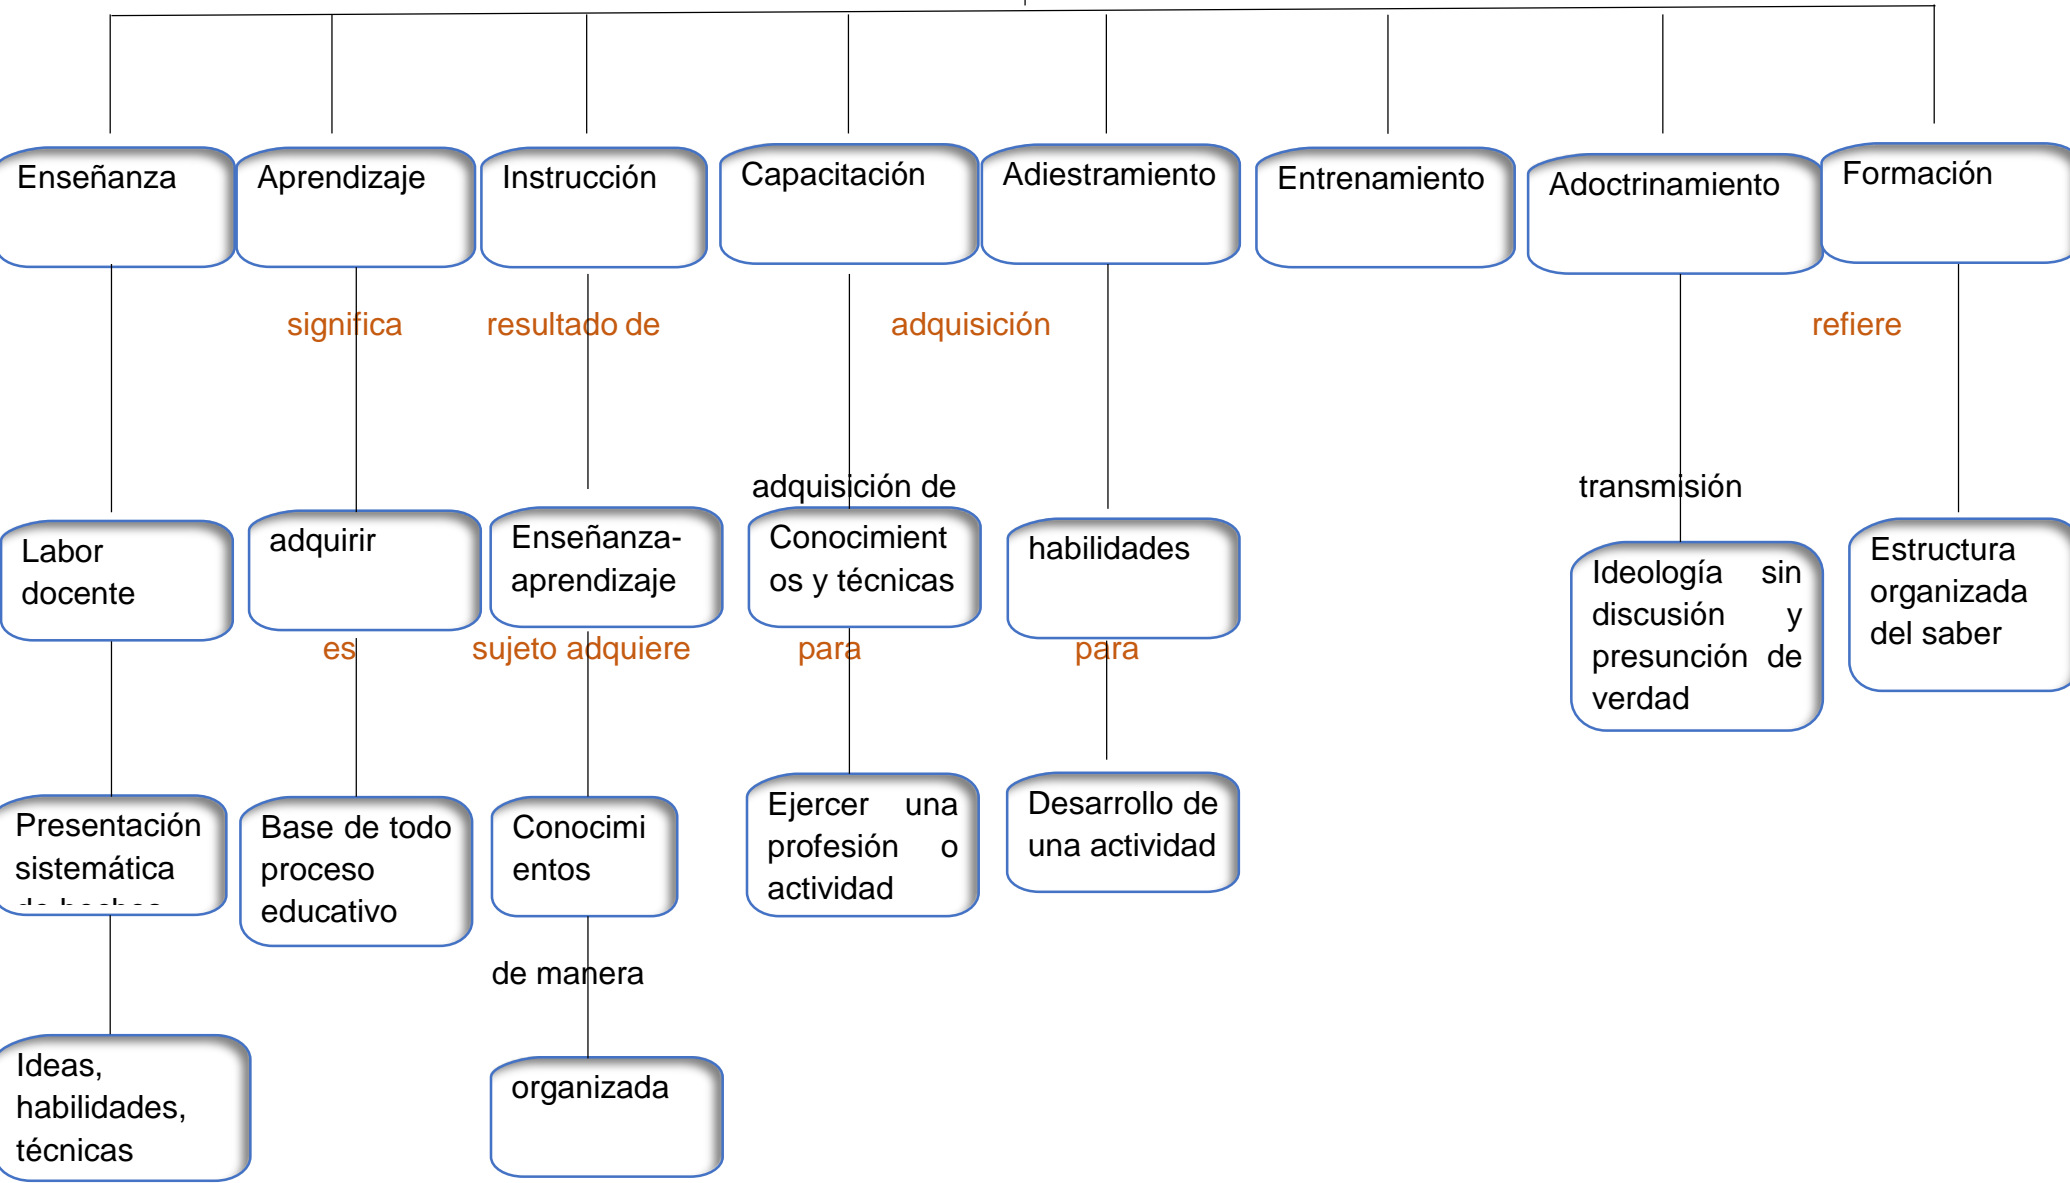 Enseñanza
Aprendizaje
Instrucción
Capacitación
Adiestramiento
Entrenamiento
Adoctrinamiento
Formación
significa
resultado de
adquisición
refiere
adquisición de
transmisión
Labor
docente
adquirir
Enseñanza-
aprendizaje
Conocimient
os y técnicas
habilidades
Ideología sin
discusión y
presunción de
verdad
Estructura
organizada
del saber
es
sujeto adquiere
para
para
Presentación
sistemática
de hechos
Base de todo
proceso
educativo
Conocimi
entos
Ejercer una
profesión o
actividad
Desarrollo de
una actividad
de manera
Ideas,
habilidades,
técnicas
organizada